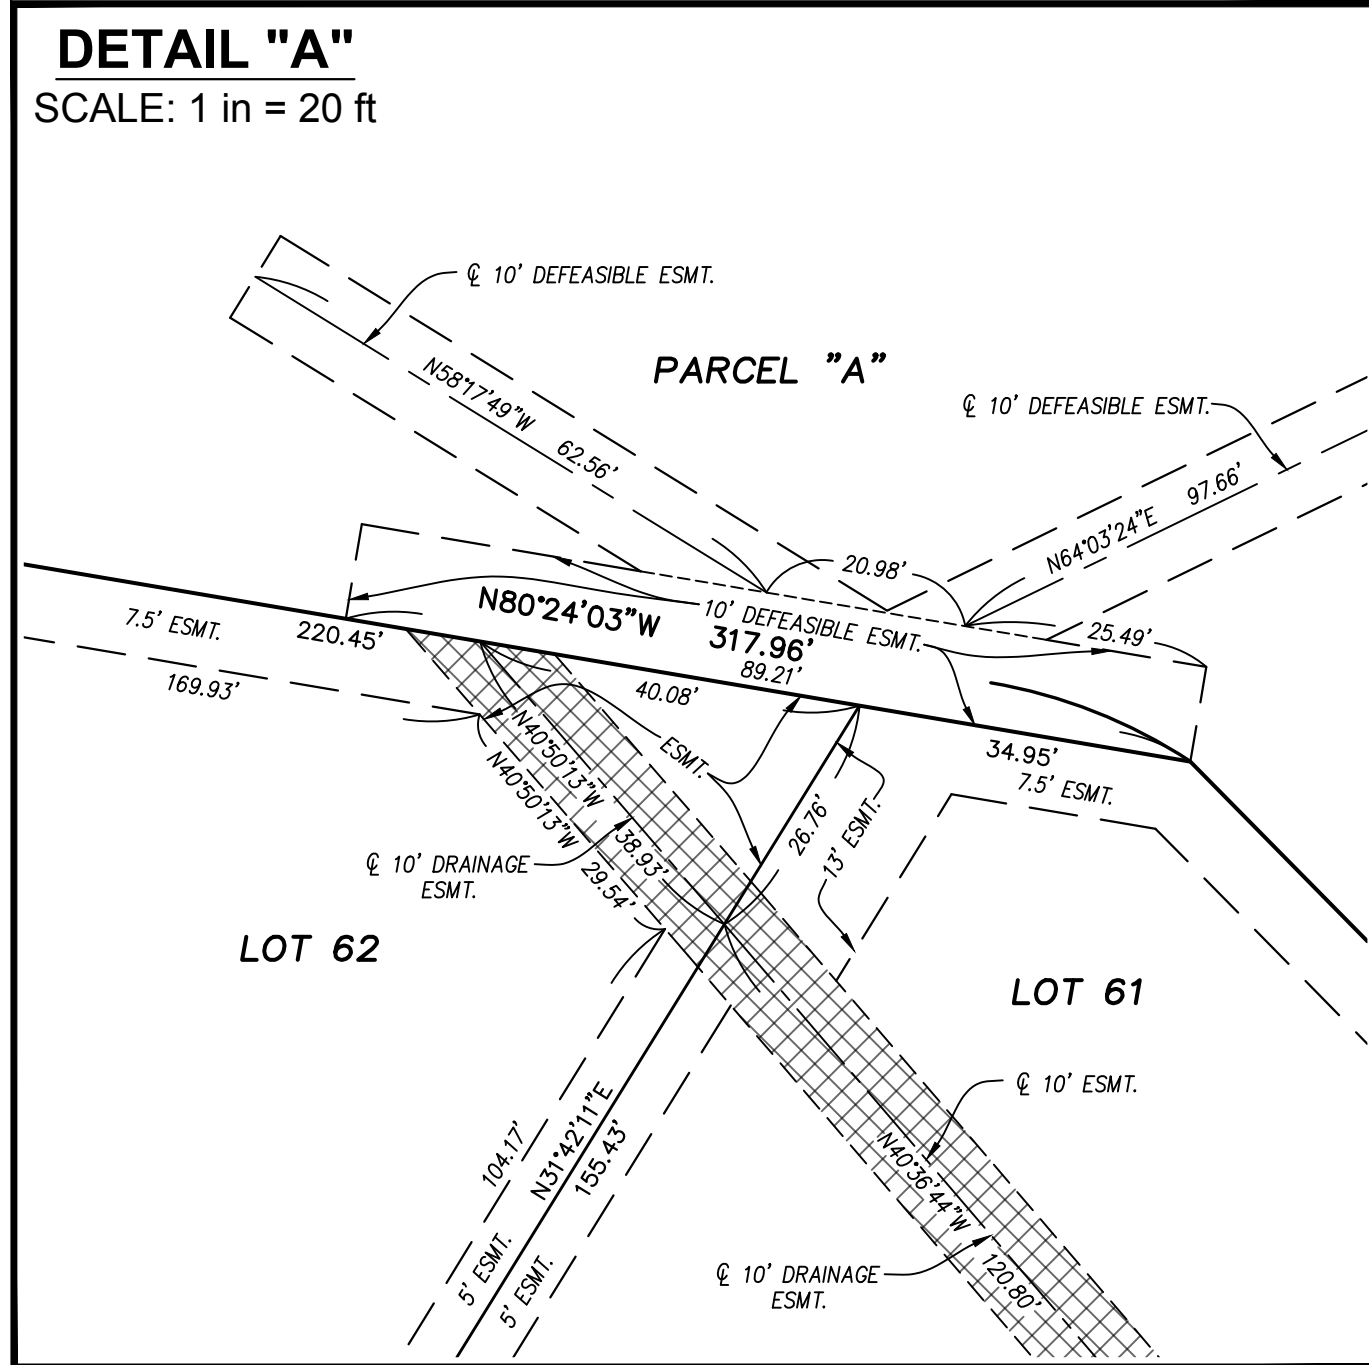 DETAIL "A"
SCALE: 1 in = 20 ft
℄ 10' DEFEASIBLE ESMT.
PARCEL "A"
N58°17'49"W 62.56'
℄ 10' DEFEASIBLE ESMT.
N64°03'24"E 97.66'
20.98'
N80°24'03"W 317.96'
10' DEFEASIBLE ESMT.
25.49'
7.5' ESMT.
220.45'
89.21'
169.93'
40.08'
34.95'
7.5' ESMT.
N40°50'13"W 38.93'
N40°50'13"W 29.54'
ESMT.
26.76'
13' ESMT.
℄ 10' DRAINAGE
ESMT.
LOT 62
LOT 61
℄ 10' ESMT.
104.17'
N31°42'11"E
155.43'
N40°36'44"W 120.80'
5' ESMT.
5' ESMT.
℄ 10' DRAINAGE
ESMT.